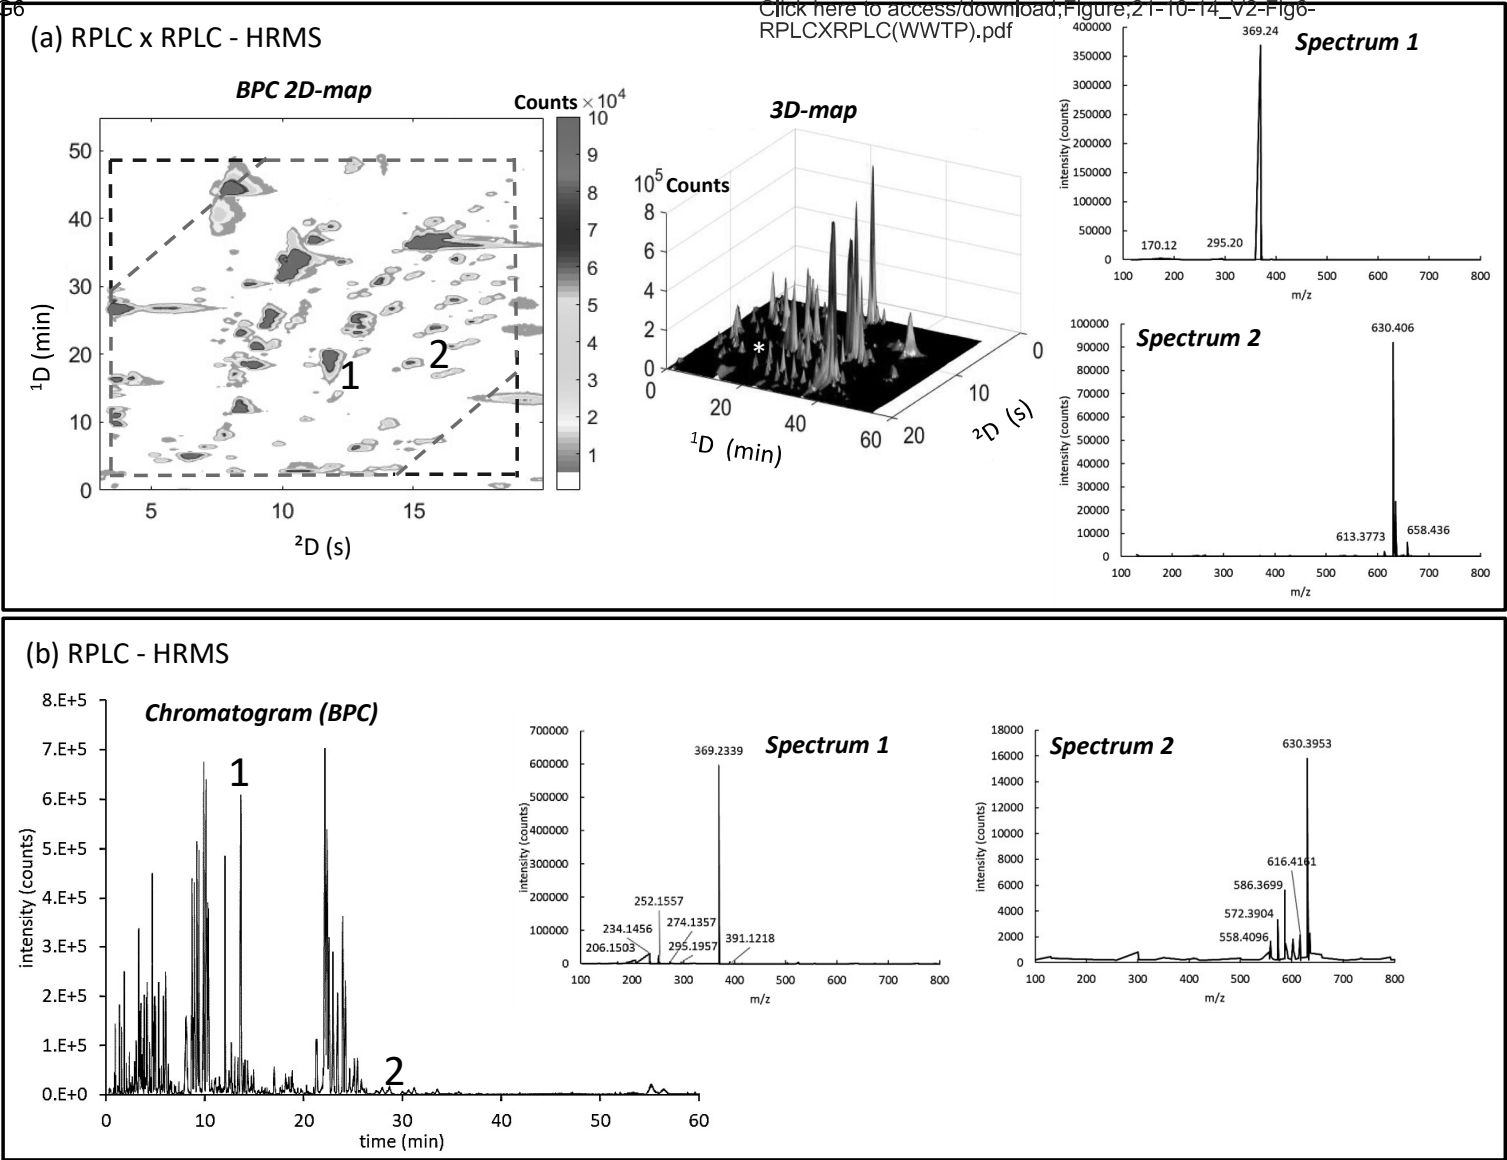 G6
Click here to access/download;Figure;21-10-14_V2-Fig6-
RPLCXRPLC(WWTP).pdf
(a) RPLC x RPLC - HRMS
BPC 2D-map
Counts ×10⁴
50
40
30
20
10
0
¹D (min)
5 10 15
²D (s)
1
2
10
9
8
7
6
5
4
3
2
1
3D-map
10⁵ Counts
8
6
4
2
0
*
0 20 40 60
¹D (min)
0 10 20
²D (s)
Spectrum 1
400000
350000
300000
250000
200000
150000
100000
50000
0
intensity (counts)
369.24
170.12
295.20
100 200 300 400 500 600 700 800
m/z
Spectrum 2
100000
90000
80000
70000
60000
50000
40000
30000
20000
10000
0
intensity (counts)
630.406
613.3773
658.436
100 200 300 400 500 600 700 800
m/z
(b) RPLC - HRMS
Chromatogram (BPC)
8.E+5
7.E+5
6.E+5
5.E+5
4.E+5
3.E+5
2.E+5
1.E+5
0.E+0
intensity (counts)
1
2
0 10 20 30 40 50 60
time (min)
Spectrum 1
700000
600000
500000
400000
300000
200000
100000
0
intensity (counts)
369.2339
252.1557
234.1456
274.1357
206.1503
295.1957
391.1218
100 200 300 400 500 600 700 800
m/z
Spectrum 2
18000
16000
14000
12000
10000
8000
6000
4000
2000
0
intensity (counts)
630.3953
616.4161
586.3699
572.3904
558.4096
100 200 300 400 500 600 700 800
m/z